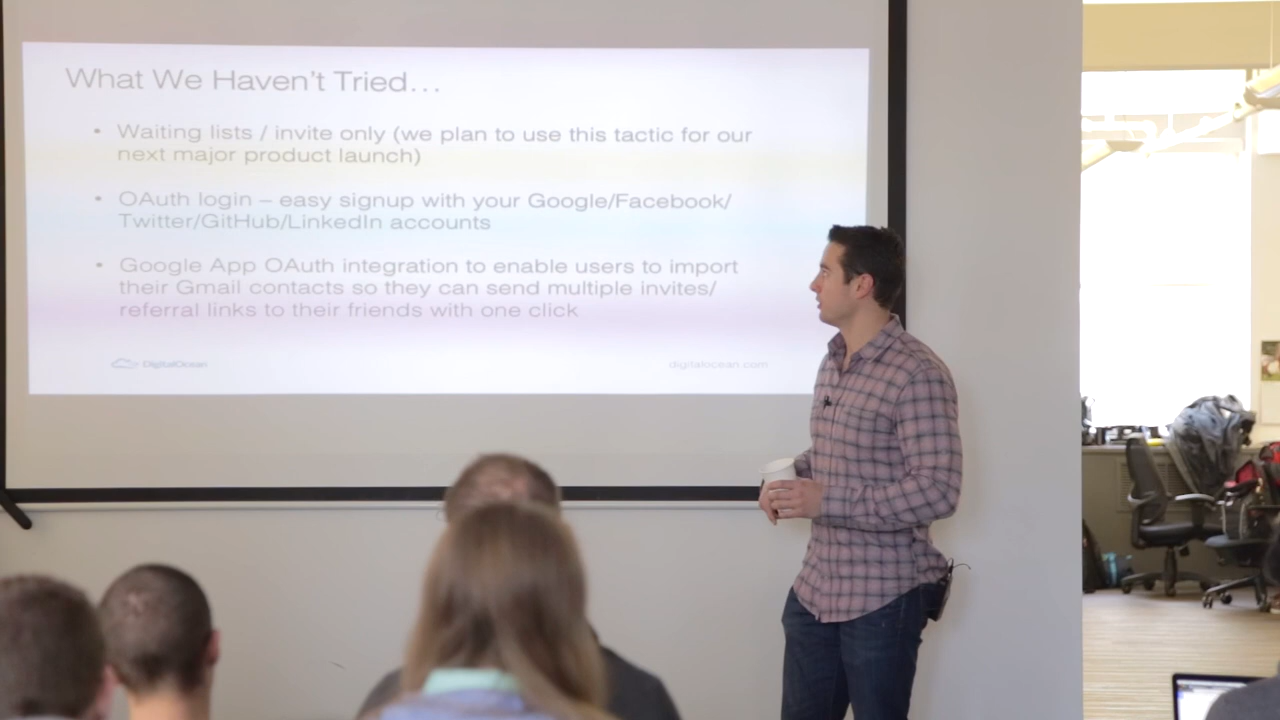 What We Haven't Tried...
• Waiting lists / invite only (we plan to use this tactic for our
next major product launch)
• OAuth login – easy signup with your Google/Facebook/
Twitter/GitHub/LinkedIn accounts
• Google App OAuth integration to enable users to import
their Gmail contacts so they can send multiple invites/
referral links to their friends with one click
DigitalOcean
digitalocean.com